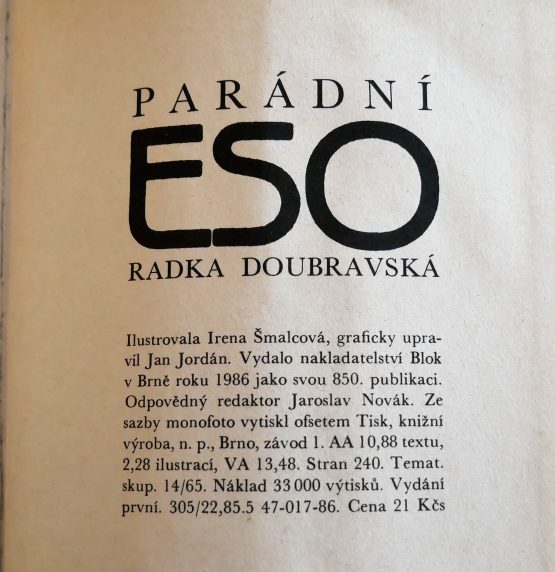 PARÁDNÍ
ESO
RADKA DOUBRAVSKÁ
Ilustrovala Irena Šmalcová, graficky upra-
vil Jan Jordán. Vydalo nakladatelství Blok
v Brně roku 1986 jako svou 850. publikaci.
Odpovědný redaktor Jaroslav Novák. Ze
sazby monofoto vytiskl ofsetem Tisk, knižní
výroba, n. p., Brno, závod 1. AA 10,88 textu,
2,28 ilustrací, VA 13,48. Stran 240. Temat.
skup. 14/65. Náklad 33 000 výtisků. Vydání
první. 305/22,85.5 47-017-86. Cena 21 Kčs